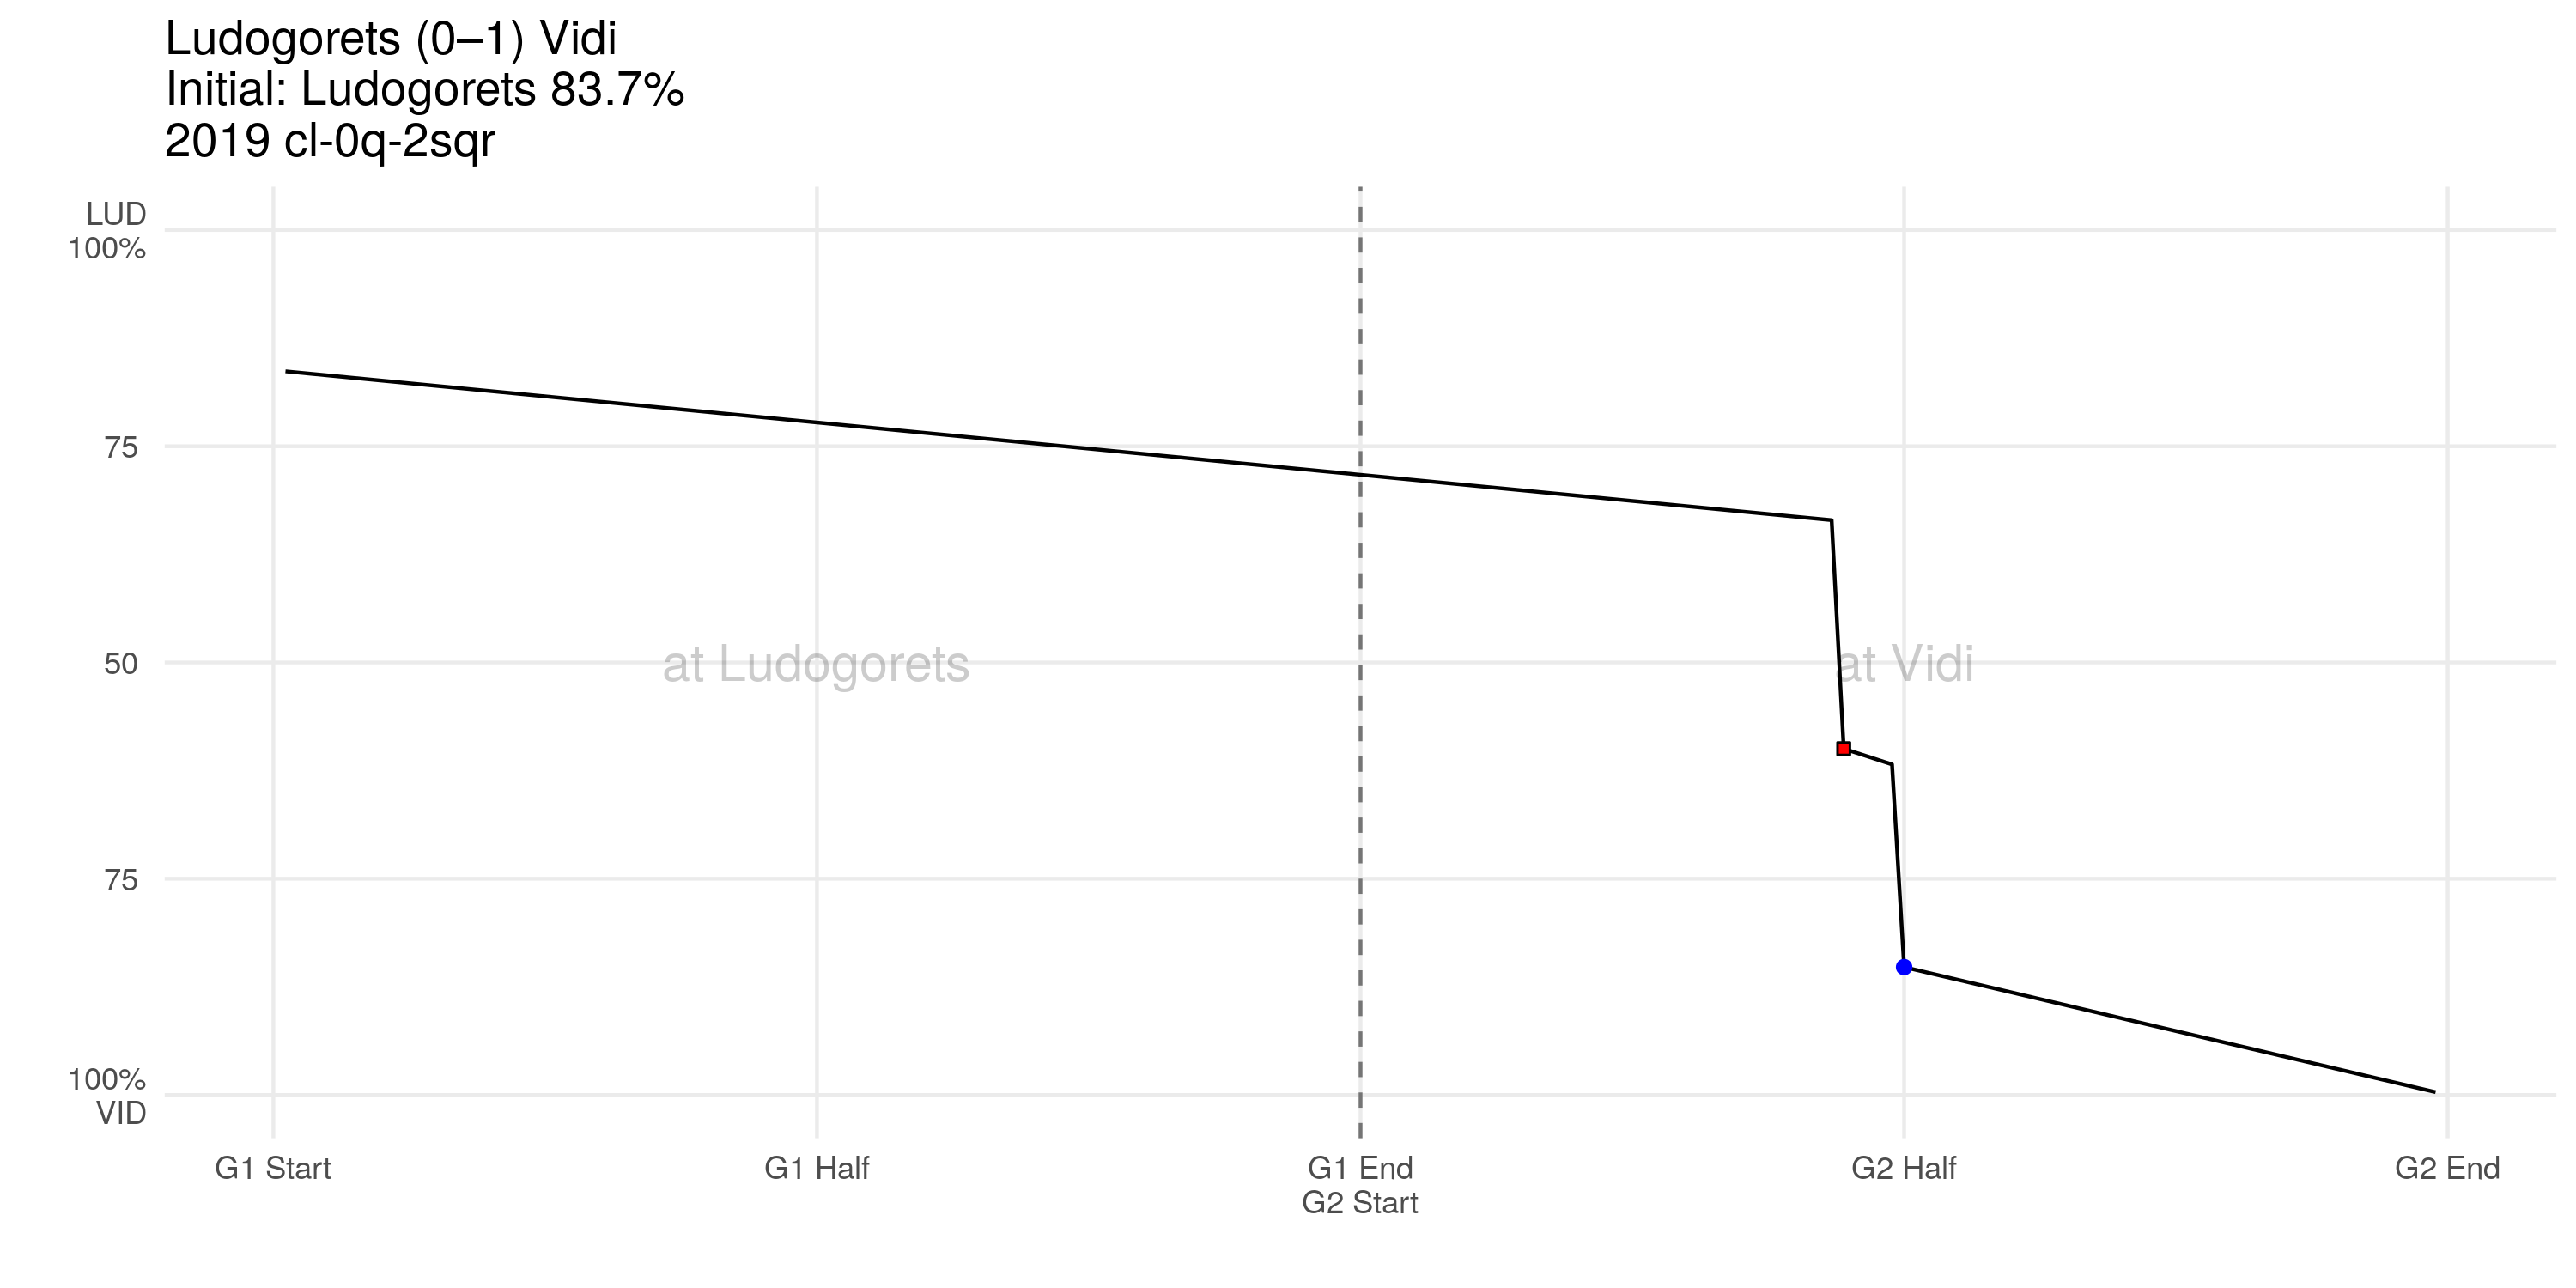 Ludogorets (0–1) Vidi
Initial: Ludogorets 83.7%
2019 cl-0q-2sqr
LUD
100%
75
50
75
100%
VID
at Ludogorets
at Vidi
G1 Start
G1 Half
G1 End
G2 Start
G2 Half
G2 End